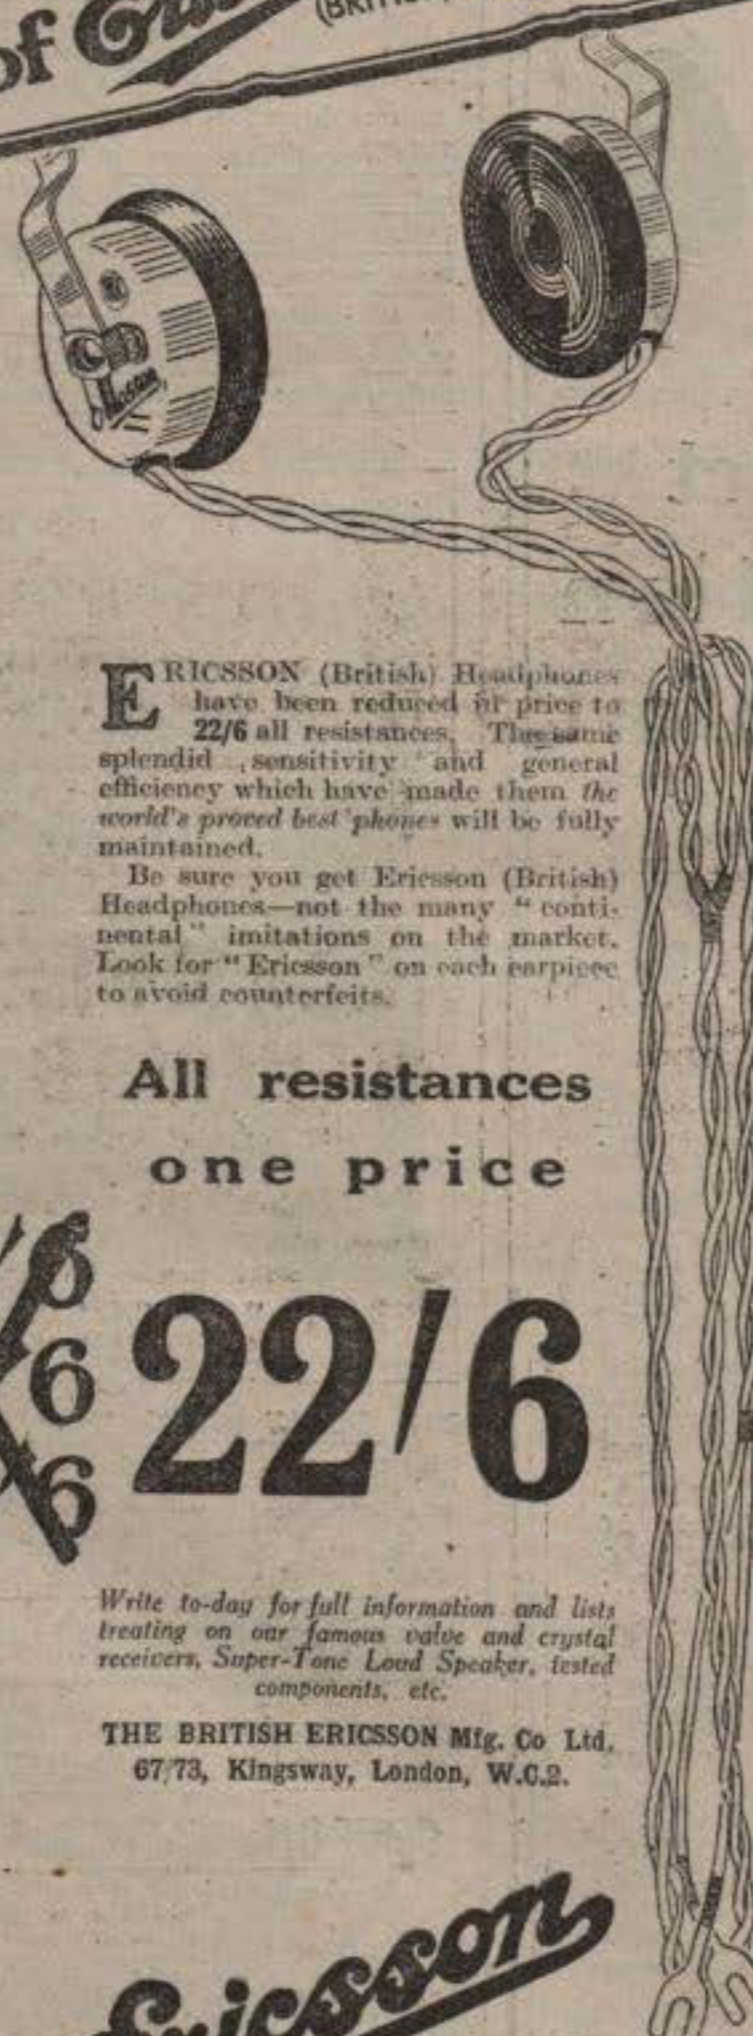 of
(BRITISH
ERICSSON (British) Headphones
have been reduced in price to
22/6 all resistances. The same
splendid sensitivity and general
efficiency which have made them the
world's proved best 'phones will be fully
maintained.
Be sure you get Ericsson (British)
Headphones—not the many "conti-
nental" imitations on the market.
Look for "Ericsson" on each earpiece
to avoid counterfeits.
All resistances
one price
/6
6
6
22/6
Write to-day for full information and lists
treating on our famous valve and crystal
receivers, Super-Tone Loud Speaker, tested
components, etc.
THE BRITISH ERICSSON Mfg. Co Ltd.
67/73, Kingsway, London, W.C.2.
Ericsson